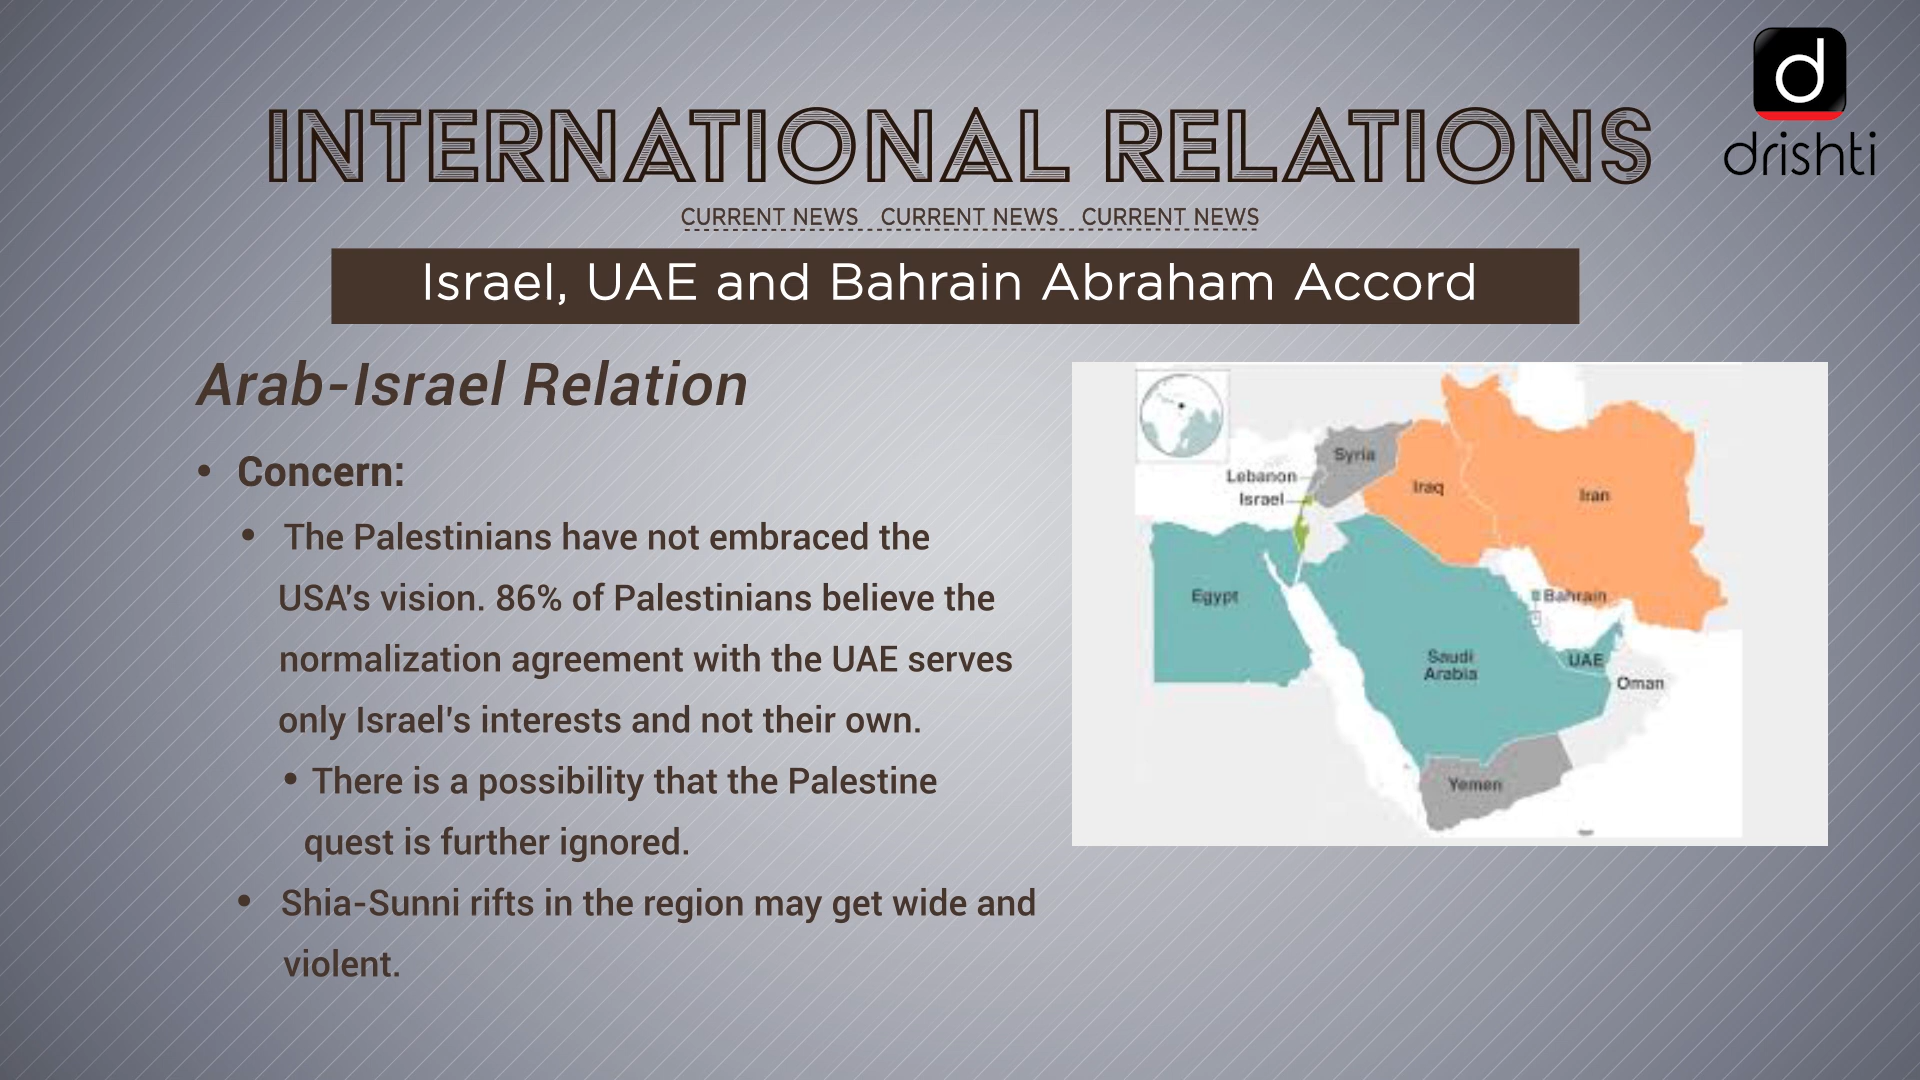 d
drishti
INTERNATIONAL RELATIONS
CURRENT NEWS CURRENT NEWS CURRENT NEWS
Israel, UAE and Bahrain Abraham Accord
Arab-Israel Relation
• Concern:
• The Palestinians have not embraced the
USA's vision. 86% of Palestinians believe the
normalization agreement with the UAE serves
only Israel's interests and not their own.
• There is a possibility that the Palestine
quest is further ignored.
• Shia-Sunni rifts in the region may get wide and
violent.
Syria
Lebanon
Israel
Iraq
Iran
Egypt
Bahrain
Saudi
Arabia
UAE
Oman
Yemen